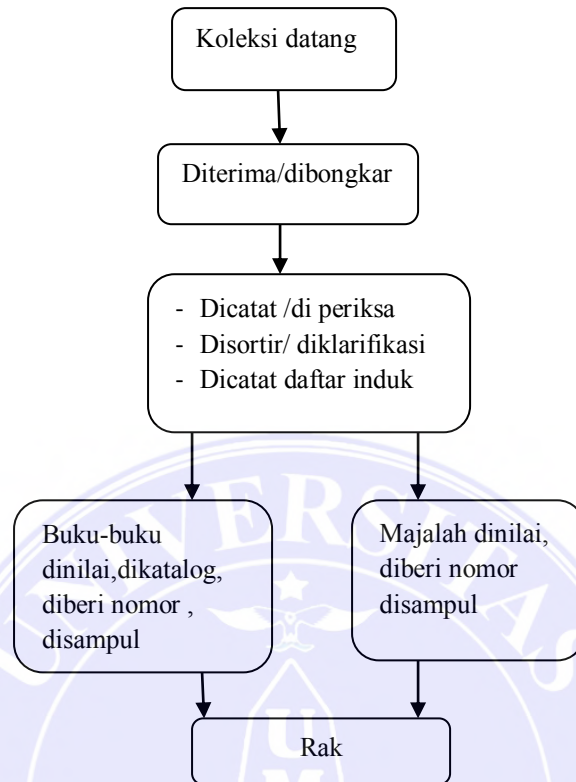 Koleksi datang
Diterima/dibongkar
- Dicatat /di periksa
- Disortir/ diklarifikasi
- Dicatat daftar induk
Buku-buku
dinilai,dikatalog,
diberi nomor ,
disampul
Majalah dinilai,
diberi nomor
disampul
Rak
UNIVERSITAS
U
M